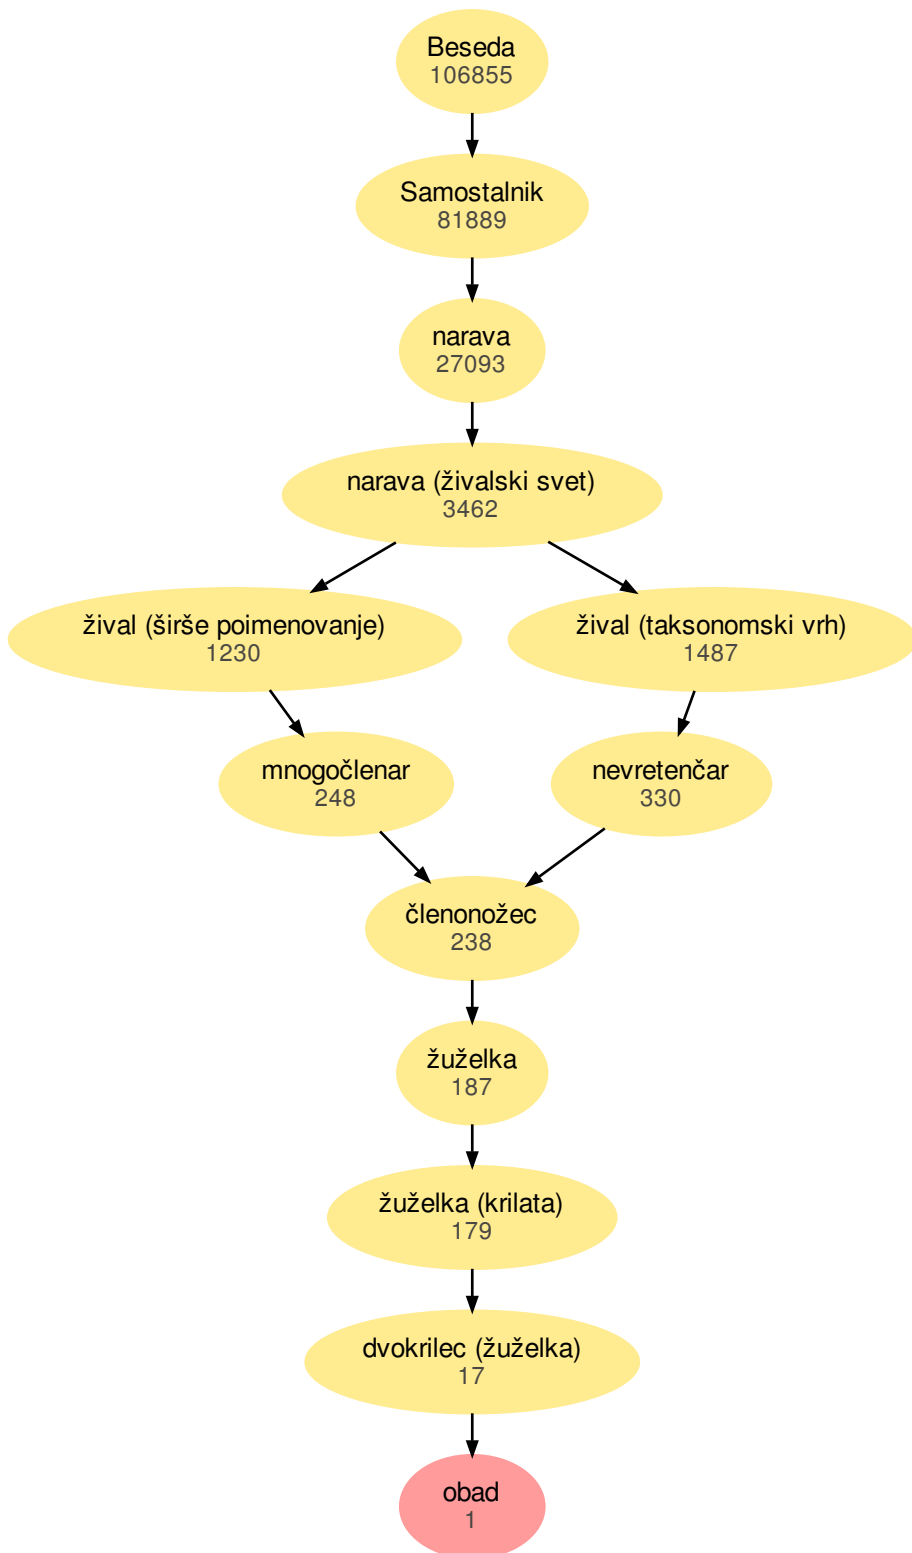 Beseda
106855
Samostalnik
81889
narava
27093
narava (živalski svet)
3462
žival (širše poimenovanje)
1230
žival (taksonomski vrh)
1487
mnogočlenar
248
nevretenčar
330
členonožec
238
žuželka
187
žuželka (krilata)
179
dvokrilec (žuželka)
17
obad
1